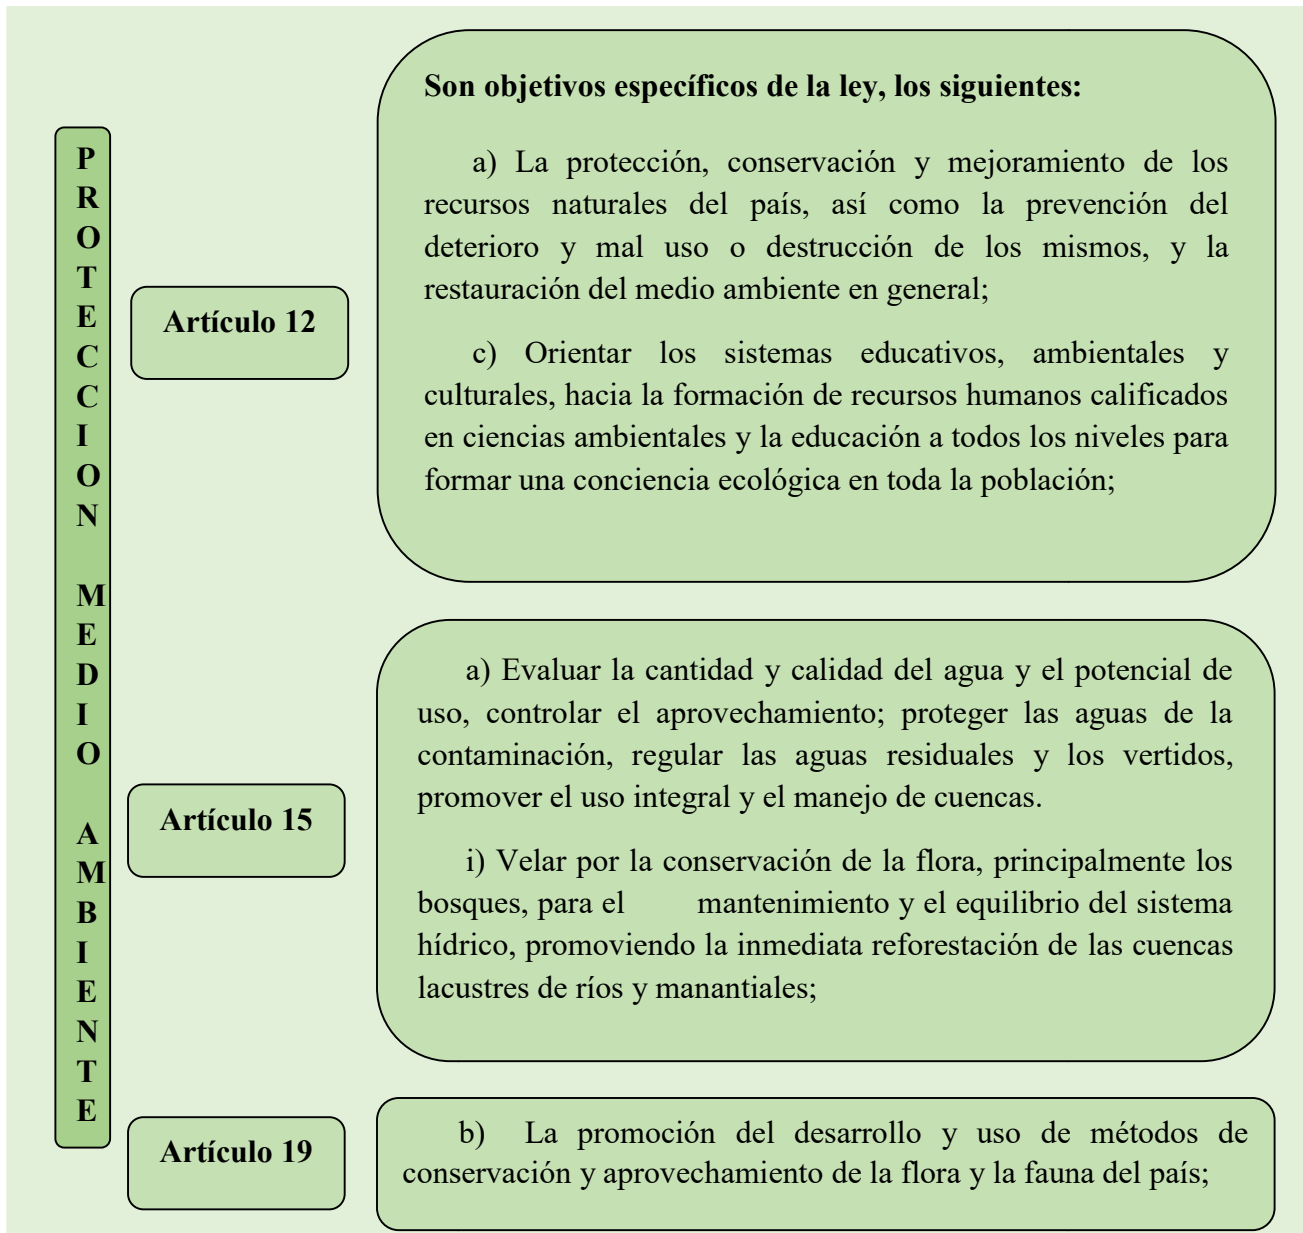 PROTECCION MEDIO AMBIENTE
Artículo 12
Son objetivos específicos de la ley, los siguientes:
a) La protección, conservación y mejoramiento de los
recursos naturales del país, así como la prevención del
deterioro y mal uso o destrucción de los mismos, y la
restauración del medio ambiente en general;
c) Orientar los sistemas educativos, ambientales y
culturales, hacia la formación de recursos humanos calificados
en ciencias ambientales y la educación a todos los niveles para
formar una conciencia ecológica en toda la población;
Artículo 15
a) Evaluar la cantidad y calidad del agua y el potencial de
uso, controlar el aprovechamiento; proteger las aguas de la
contaminación, regular las aguas residuales y los vertidos,
promover el uso integral y el manejo de cuencas.
i) Velar por la conservación de la flora, principalmente los
bosques, para el mantenimiento y el equilibrio del sistema
hídrico, promoviendo la inmediata reforestación de las cuencas
lacustres de ríos y manantiales;
Artículo 19
b) La promoción del desarrollo y uso de métodos de
conservación y aprovechamiento de la flora y la fauna del país;